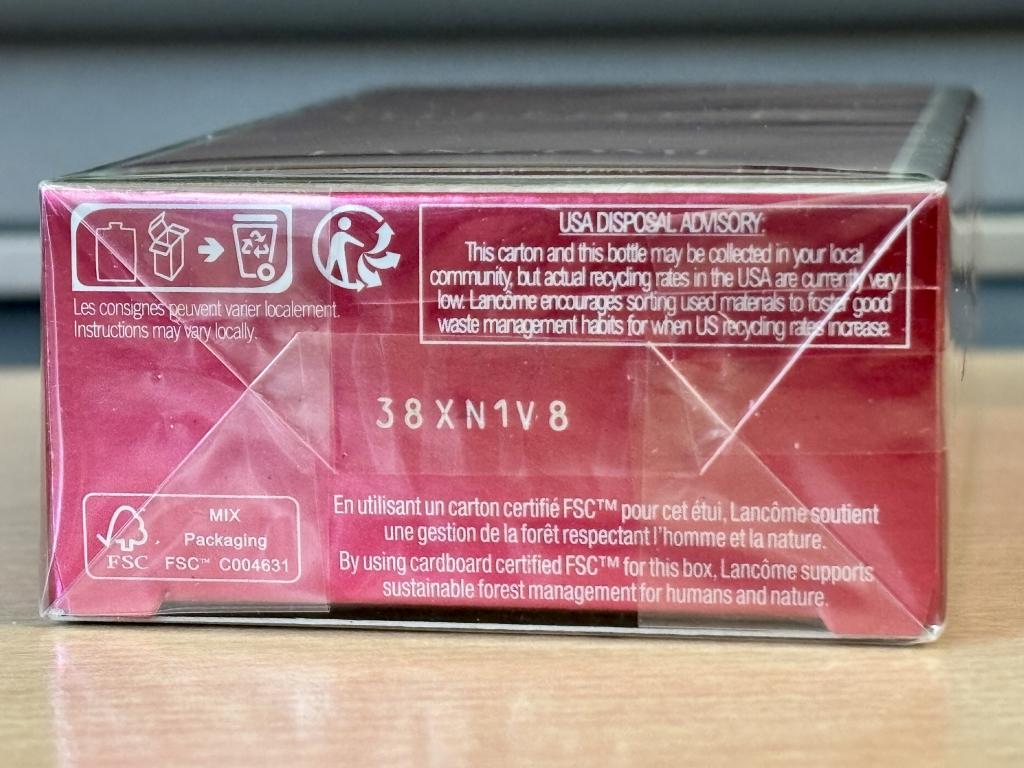 Les consignes peuvent varier localement.
Instructions may vary locally.
USA DISPOSAL ADVISORY:
This carton and this bottle may be collected in your local
community, but actual recycling rates in the USA are currently very
low. Lancôme encourages sorting used materials to foster good
waste management habits for when US recycling rates increase.
38XN1V8
FSC
MIX
Packaging
FSC™ C004631
En utilisant un carton certifié FSC™ pour cet étui, Lancôme soutient
une gestion de la forêt respectant l'homme et la nature.
By using cardboard certified FSC™ for this box, Lancôme supports
sustainable forest management for humans and nature.